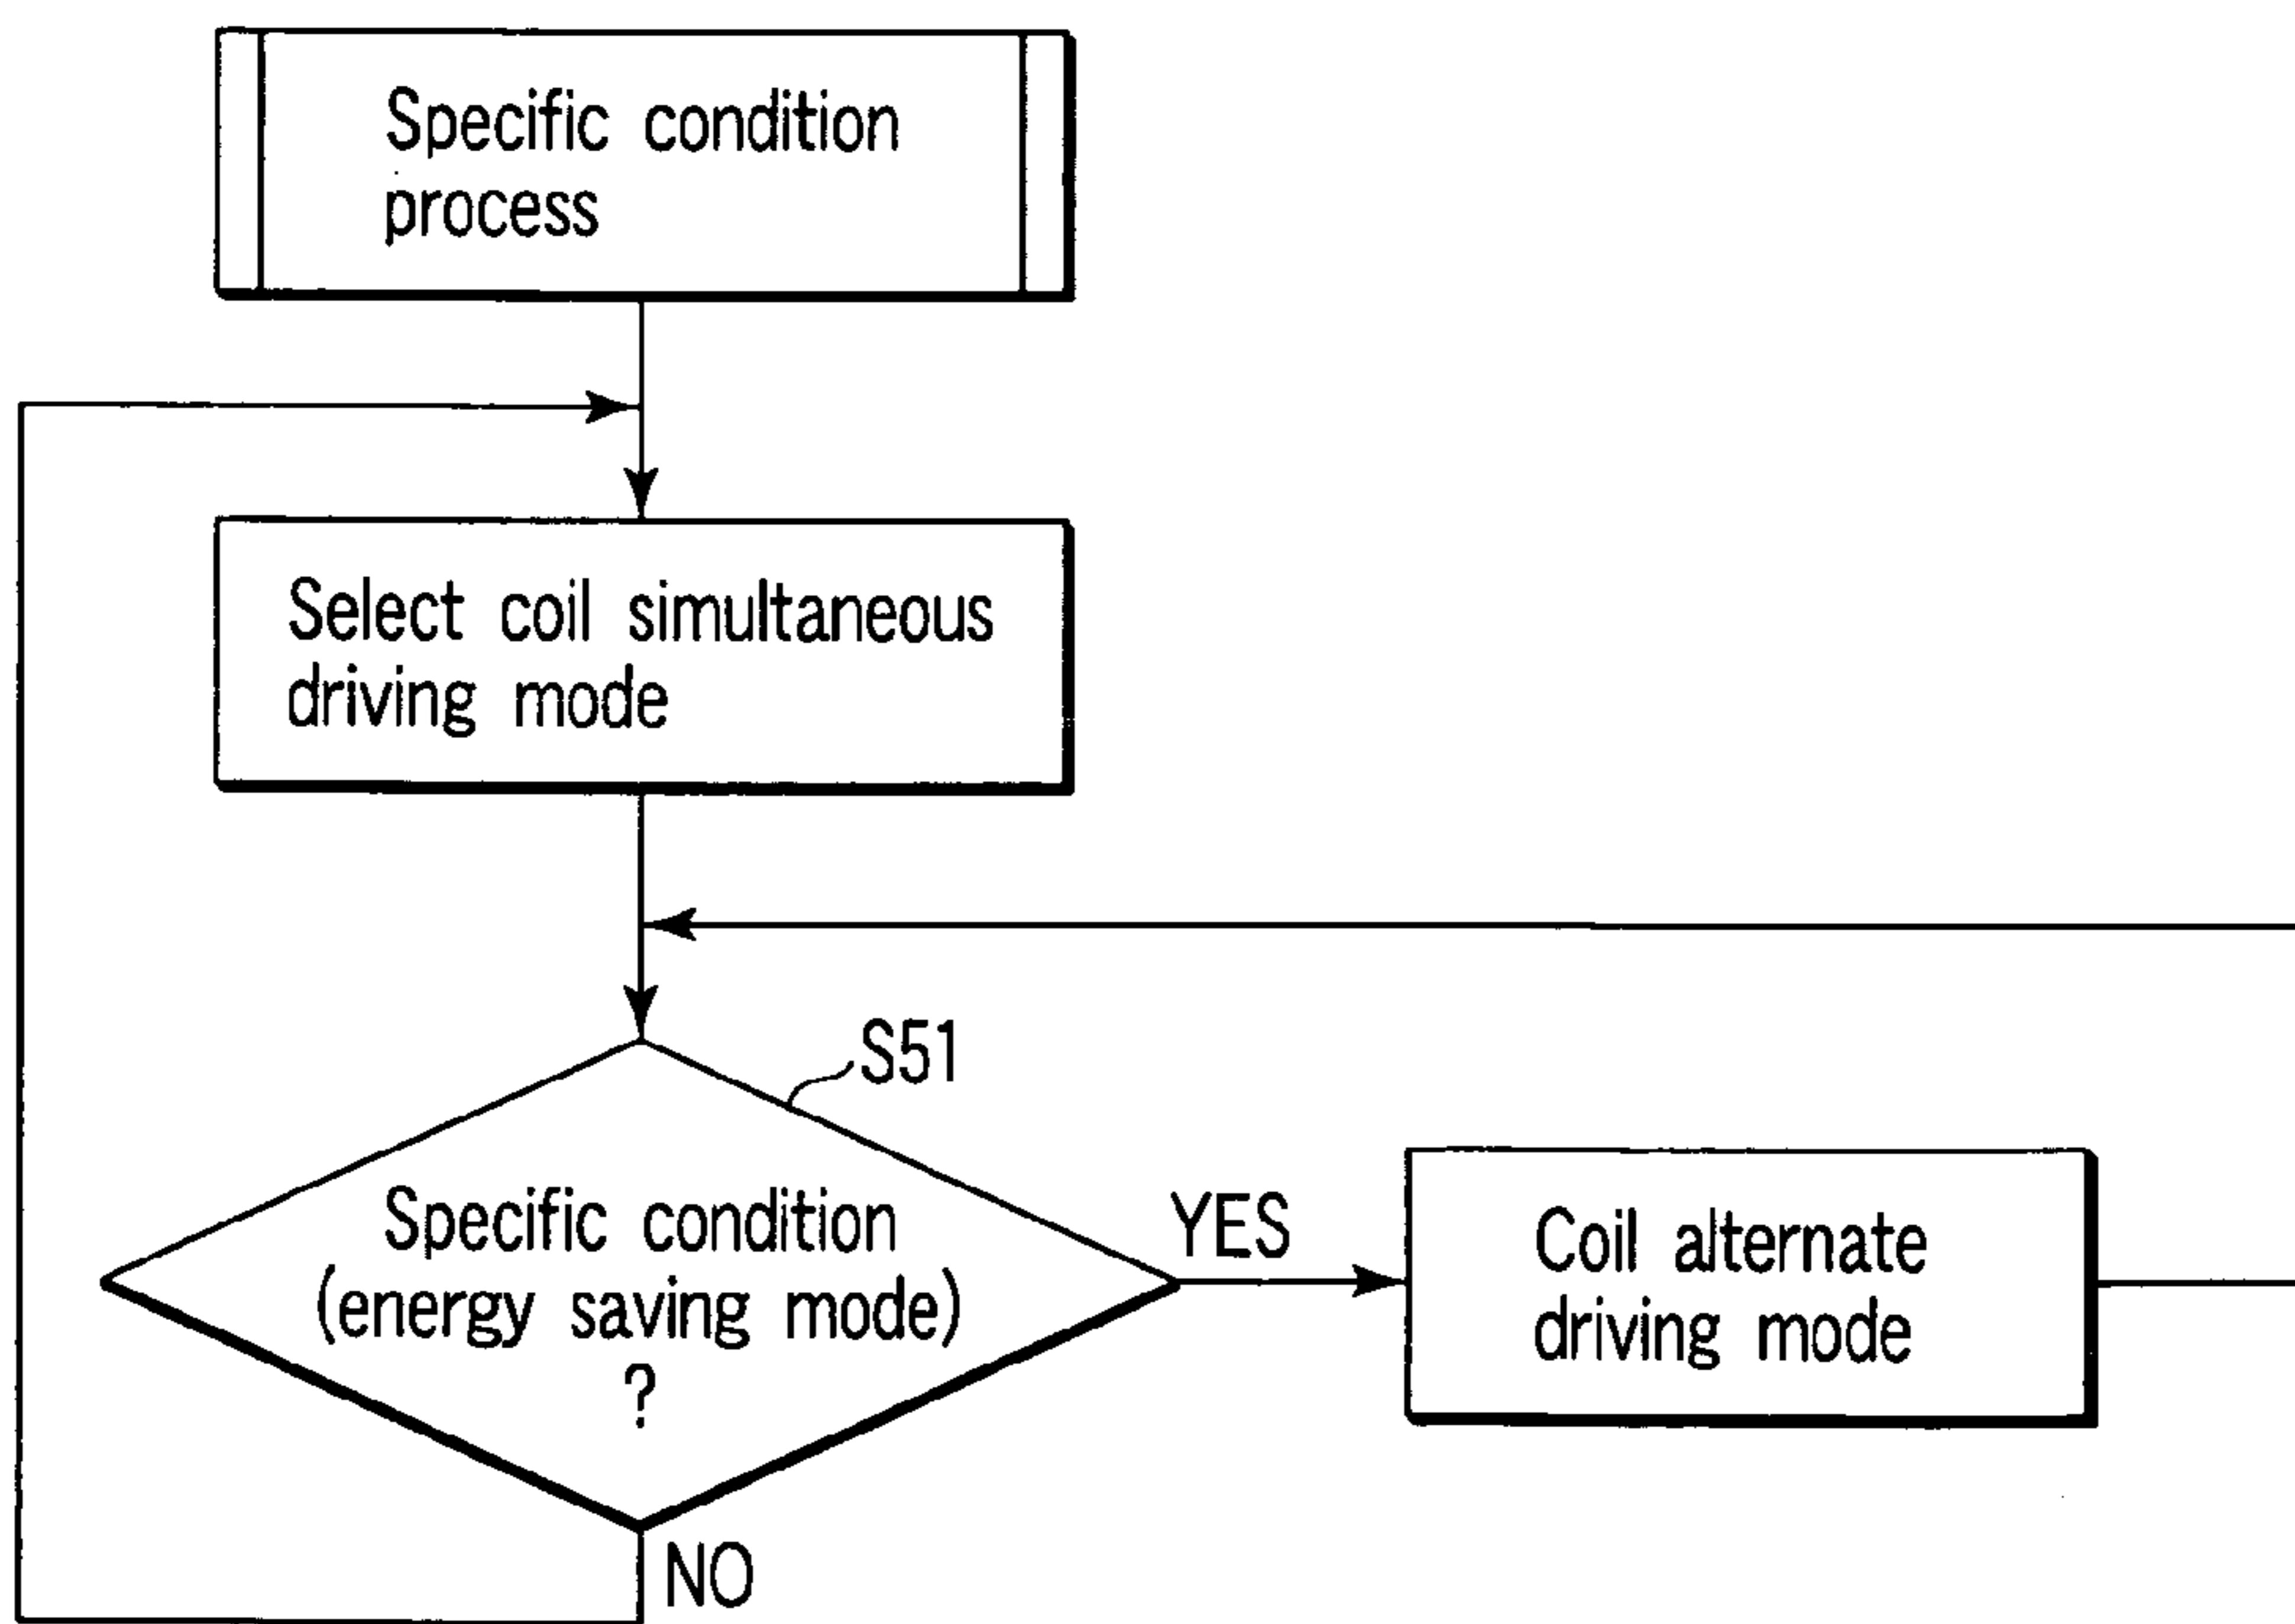 Specific condition
process
Select coil simultaneous
driving mode
S51
Specific condition
(energy saving mode)
?
YES
Coil alternate
driving mode
NO